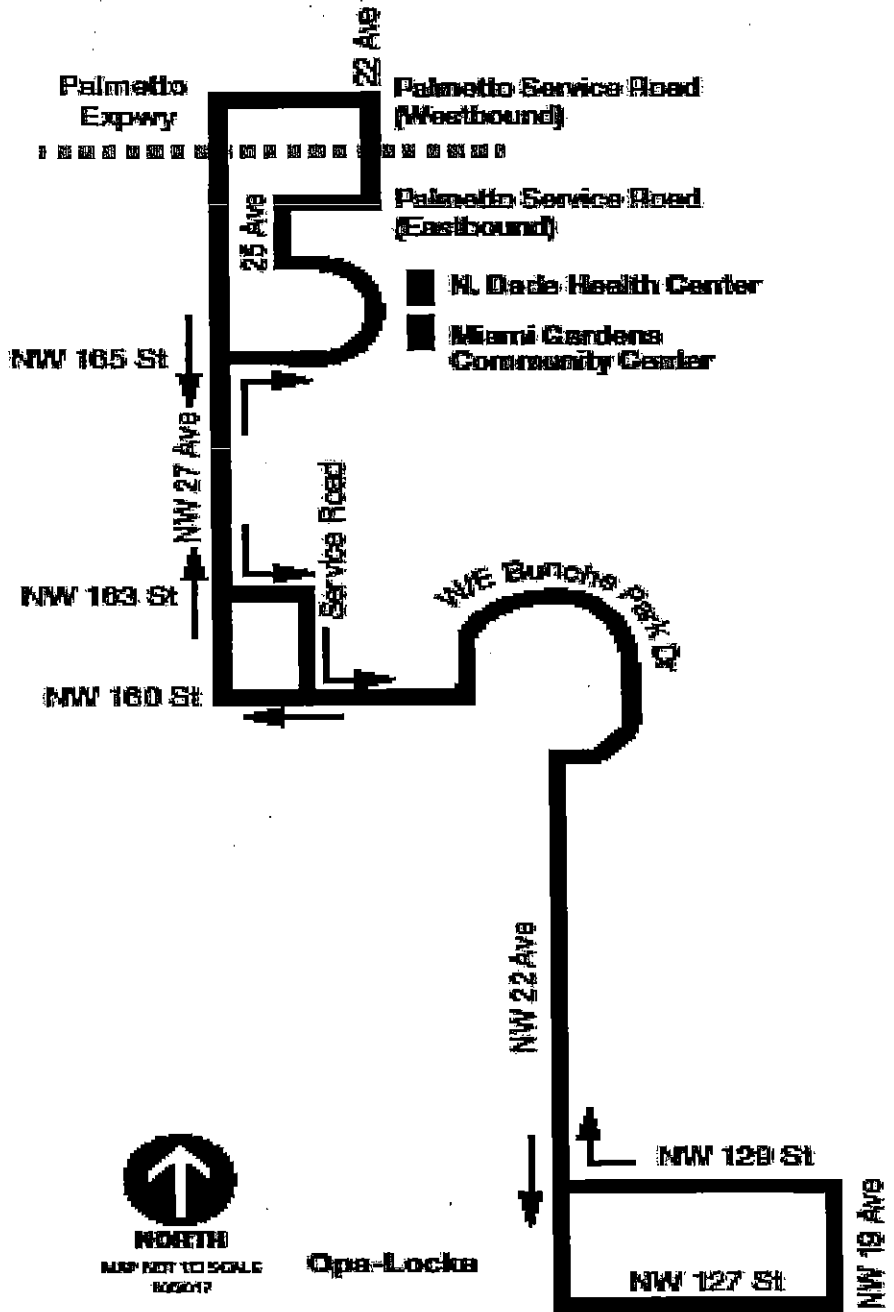 22 Ave
Palmetto
Expwy
Palmetto Service Road
(Westbound)
Palmetto Service Road
(Eastbound)
25 Ave
N. Dade Health Center
Miami Gardens
Community Center
NW 165 St
NW 27 Ave
Service Road
NW 163 St
W/E Bunche Park Dr
NW 160 St
NW 22 Ave
NW 129 St
NW 19 Ave
NW 127 St
NORTH
MAP NOT TO SCALE
Opa-Locka